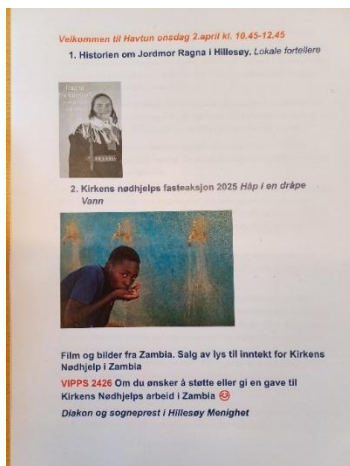 Velkommen til Havtun onsdag 2.april kl. 10.45-12.45
1. Historien om Jordmor Ragna i Hillesøy. Lokale fortellere
2. Kirkens nødhjelps fasteaksjon 2025 Håp i en dråpe
Vann
Film og bilder fra Zambia. Salg av lys til inntekt for Kirkens
Nødhjelp i Zambia
VIPPS 2426 Om du ønsker å støtte eller gi en gave til
Kirkens Nødhjelps arbeid i Zambia
Diakon og sogneprest i Hillesøy Menighet